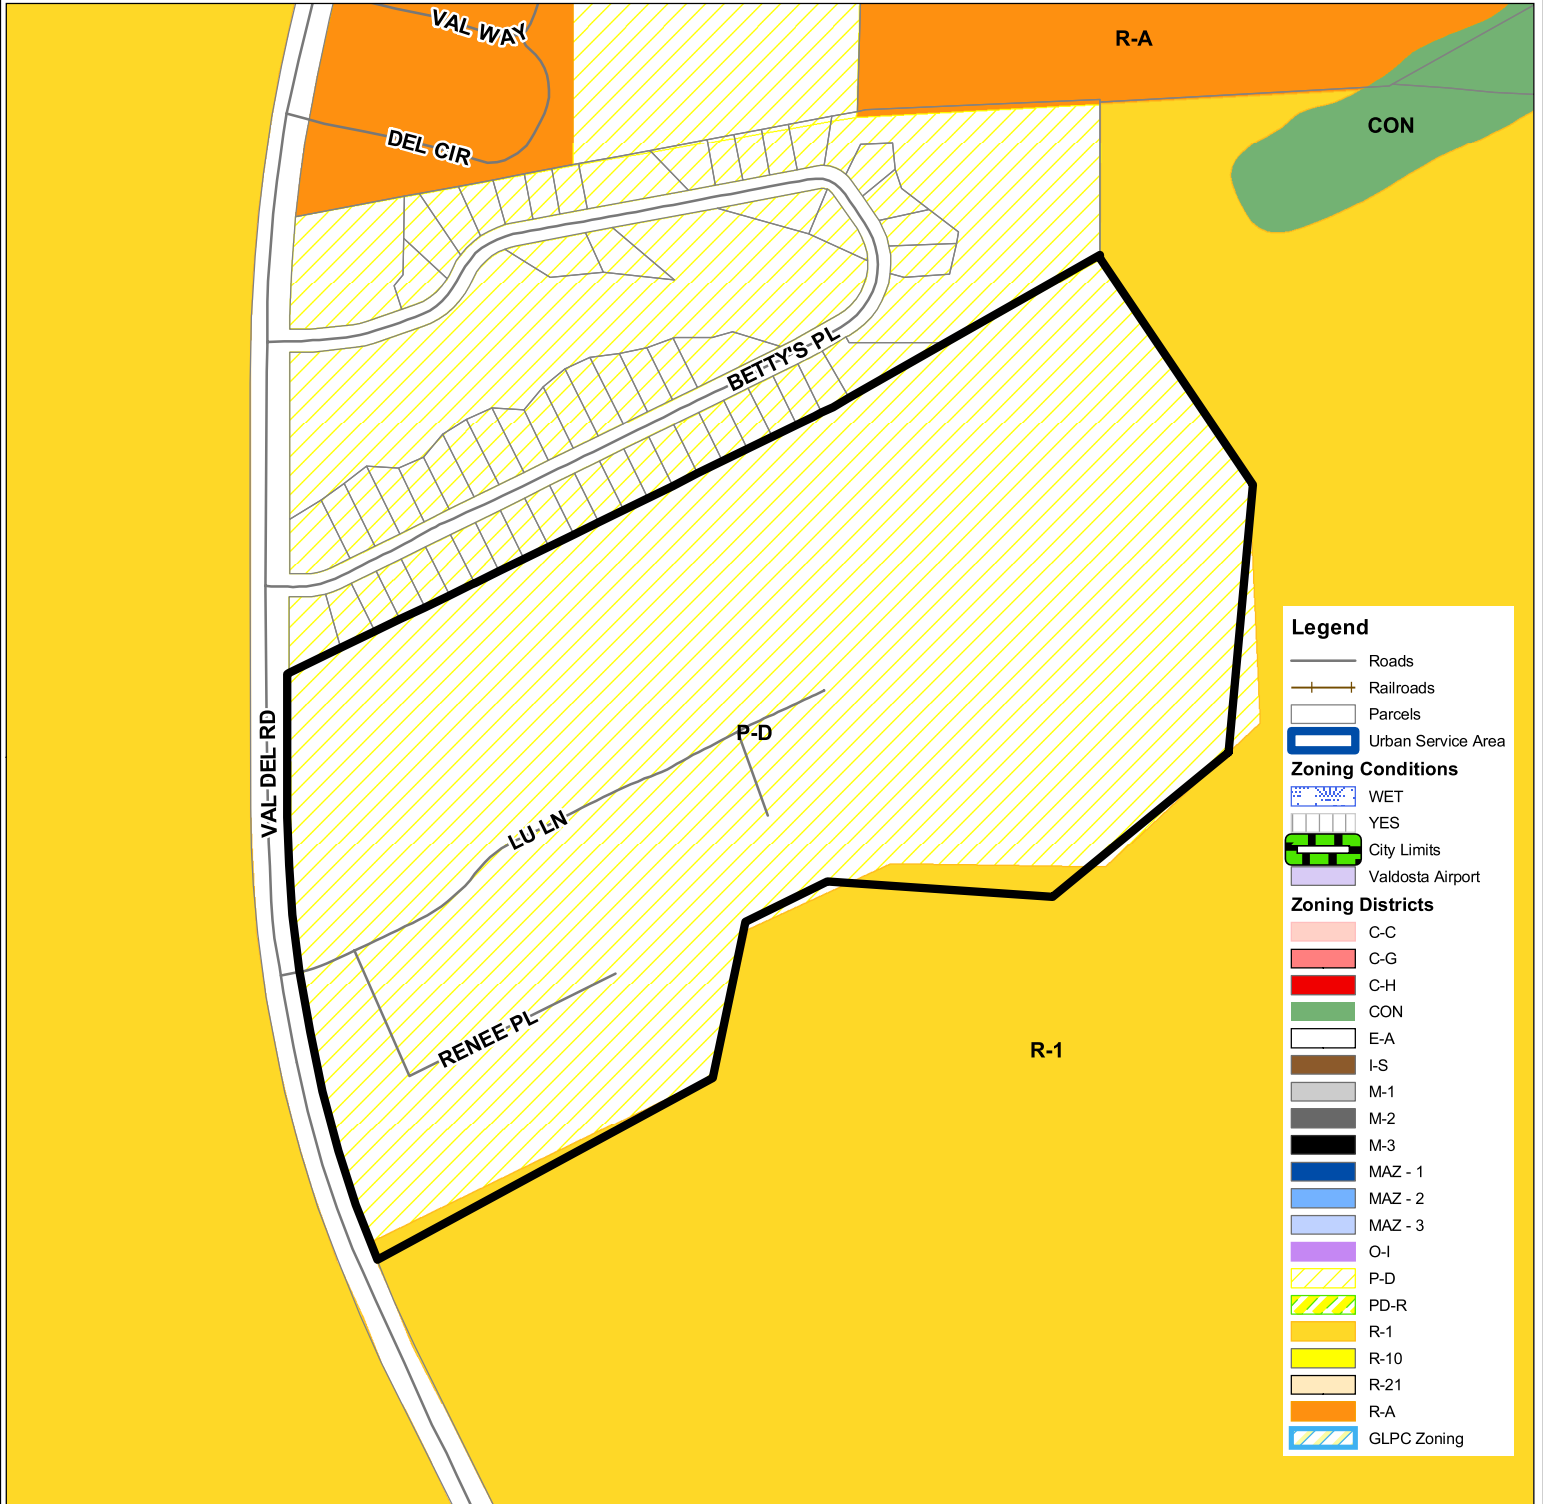 VAL WAY
R-A
DEL CIR
CON
BETTY'S PL
VAL DEL RD
P-D
LU LN
RENEE PL
R-1
Legend
Roads
Railroads
Parcels
Urban Service Area
Zoning Conditions
WET
YES
City Limits
Valdosta Airport
Zoning Districts
C-C
C-G
C-H
CON
E-A
I-S
M-1
M-2
M-3
MAZ - 1
MAZ - 2
MAZ - 3
O-I
P-D
PD-R
R-1
R-10
R-21
R-A
GLPC Zoning